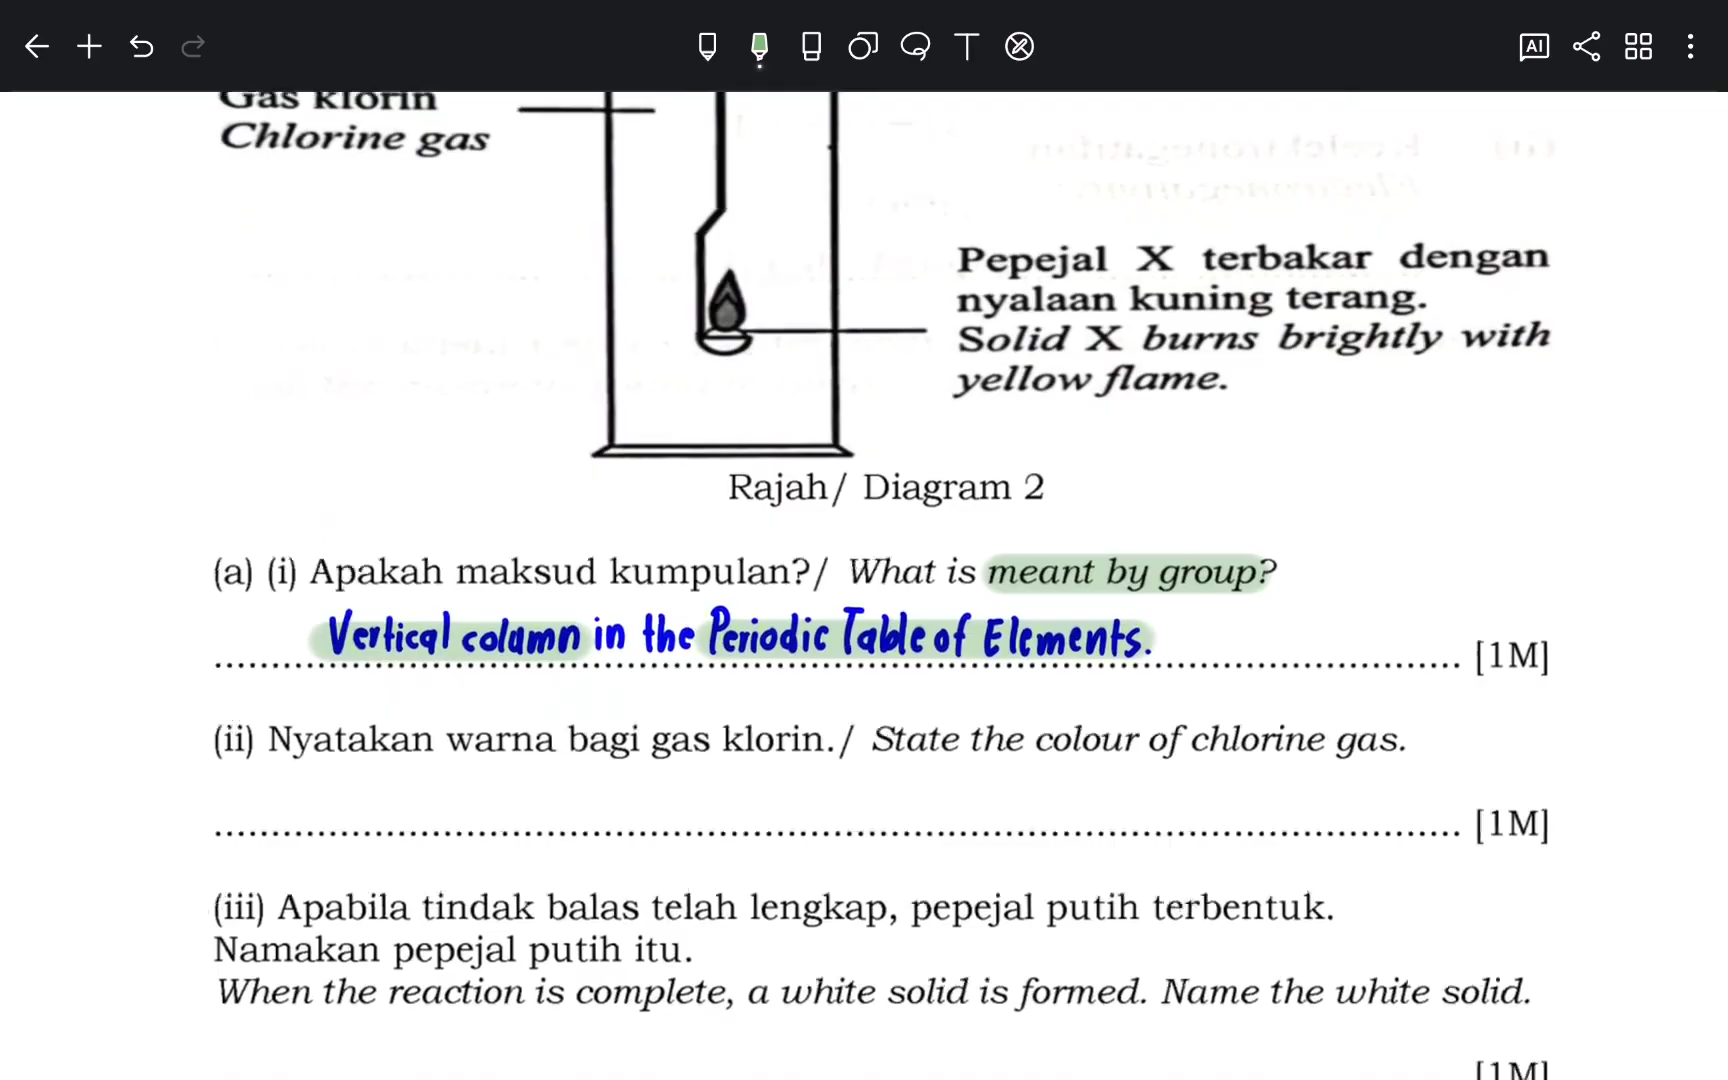 AI
T
Gas klorin
Chlorine gas
Pepejal X terbakar dengan
nyalaan kuning terang.
Solid X burns brightly with
yellow flame.
Rajah/ Diagram 2
(a) (i) Apakah maksud kumpulan?/ What is meant by group?
Vertical column in the Periodic Table of Elements.
[1M]
(ii) Nyatakan warna bagi gas klorin./ State the colour of chlorine gas.
[1M]
(iii) Apabila tindak balas telah lengkap, pepejal putih terbentuk.
Namakan pepejal putih itu.
When the reaction is complete, a white solid is formed. Name the white solid.
[1M]